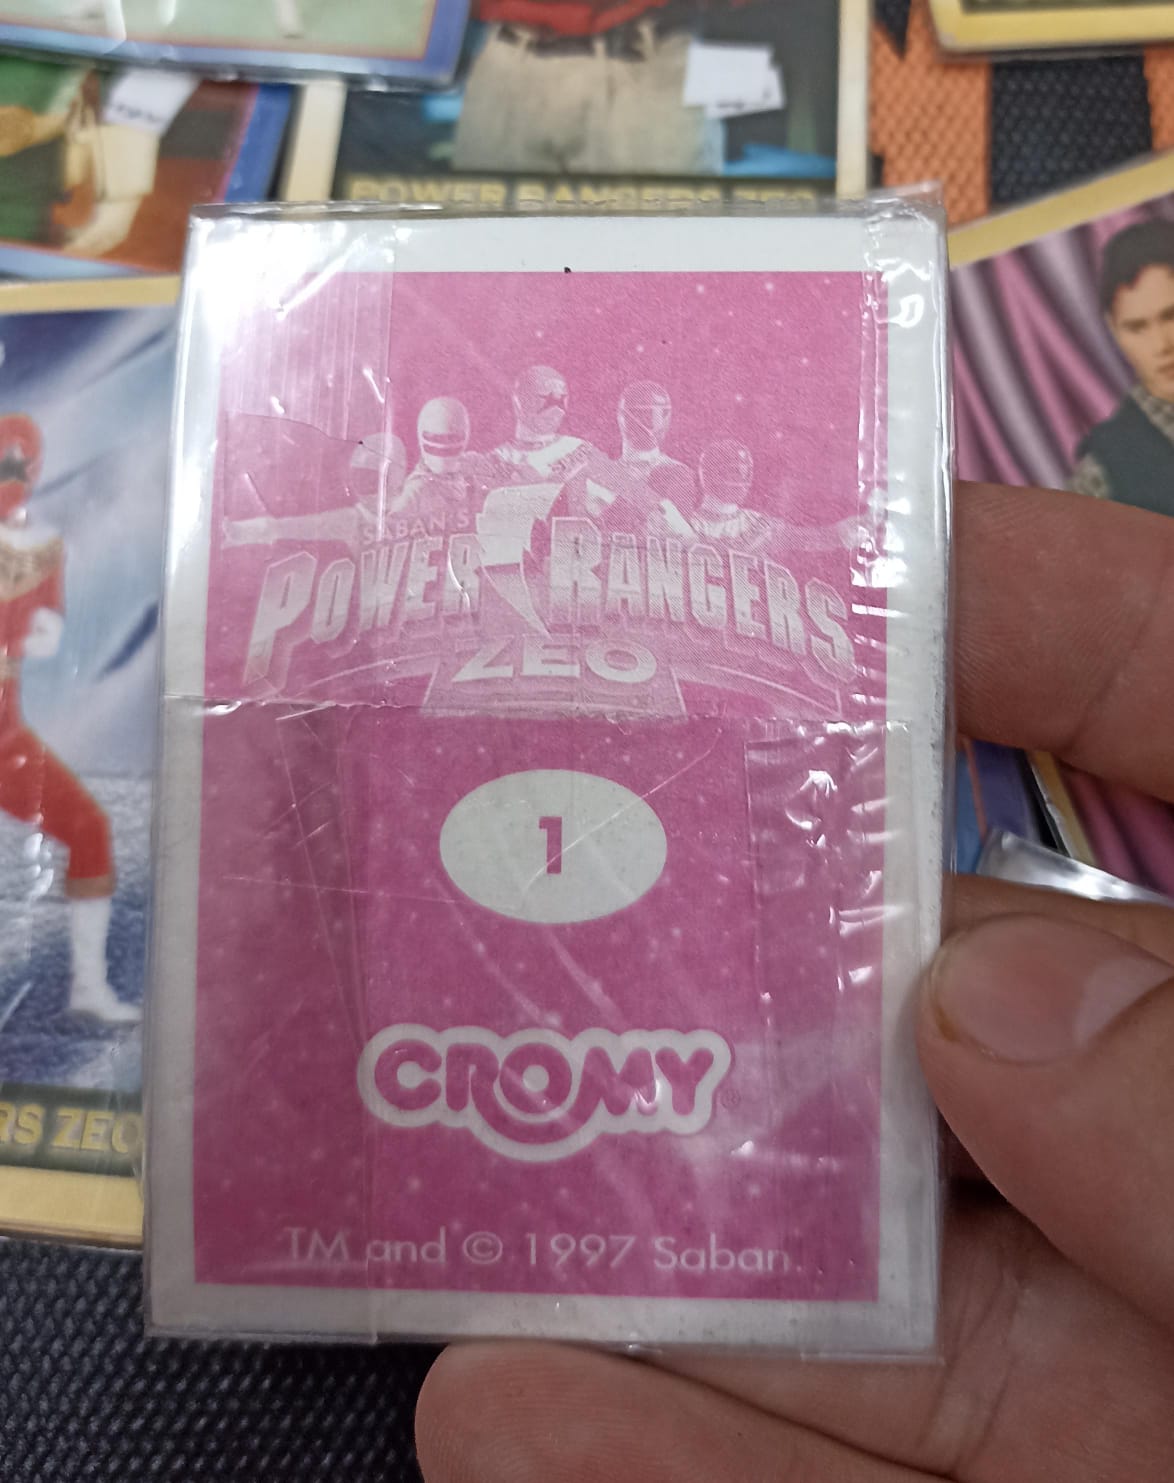 POWER RANGERS ZEO
SABAN'S
POWER RANGERS
ZEO
1
CROMY®
TM and © 1997 Saban.
RS ZEO